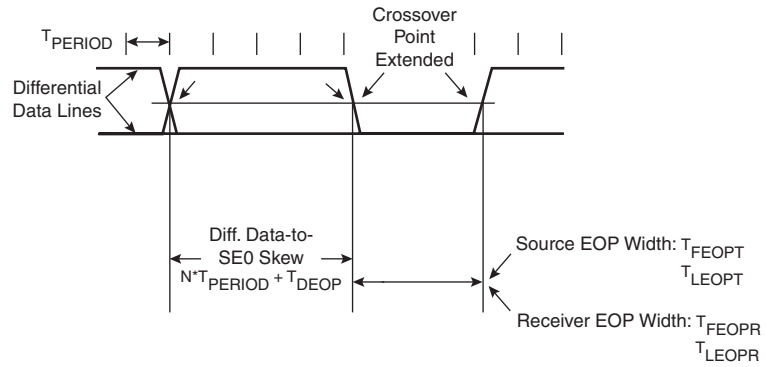 TPERIOD
Crossover
Point
Extended
Differential
Data Lines
Diff. Data-to-
SE0 Skew
N*TPERIOD + TDEOP
Source EOP Width: TFEOPT
TLEOPT
Receiver EOP Width: TFEOPR
TLEOPR